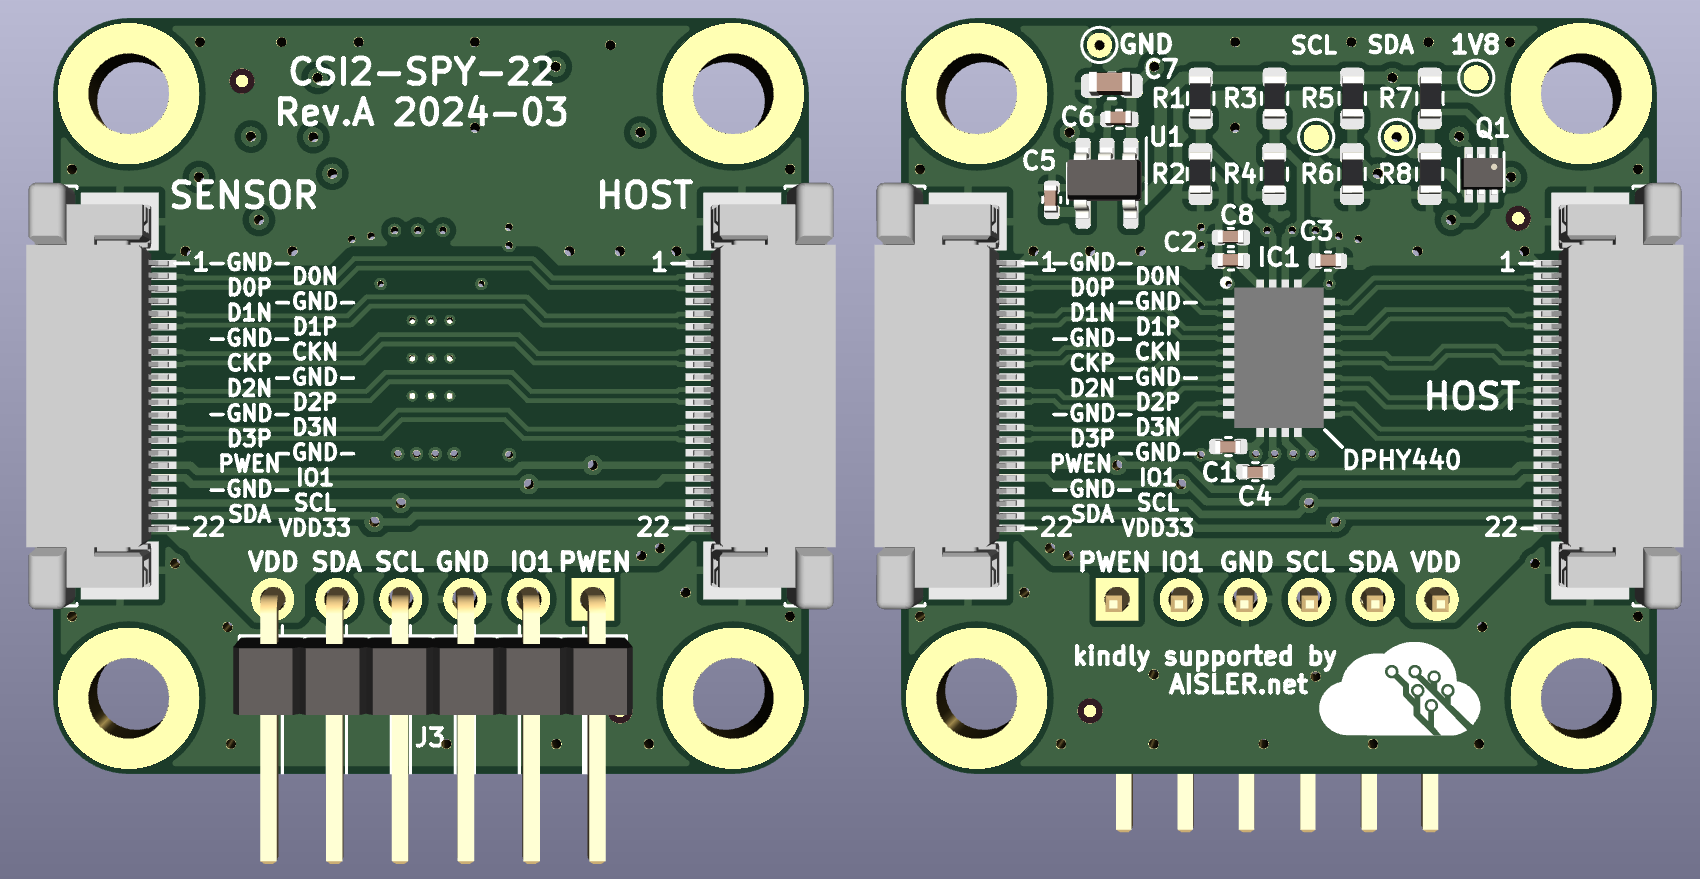 CSI2-SPY-22
Rev.A 2024-03
SENSOR
HOST
1-GND-
D0N
D0P
-GND-
D1N
D1P
-GND-
CKN
CKP
-GND-
D2N
D2P
-GND-
D3N
D3P
-GND-
PWEN
IO1
-GND-
SCL
SDA
22
VDD33
1
22
VDD SDA SCL GND IO1 PWEN
J3
GND
SCL
SDA
1V8
C7
R1
R3
R5
R7
C6
U1
Q1
C5
R2
R4
R6
R8
C8
C2
C3
IC1
1-GND-
D0N
D0P
-GND-
D1N
D1P
-GND-
CKN
CKP
-GND-
D2N
D2P
-GND-
D3N
D3P
-GND-
PWEN
IO1
-GND-
SCL
SDA
22
VDD33
1
HOST
DPHY440
C1
C4
22
PWEN IO1 GND SCL SDA VDD
kindly supported by
AISLER.net